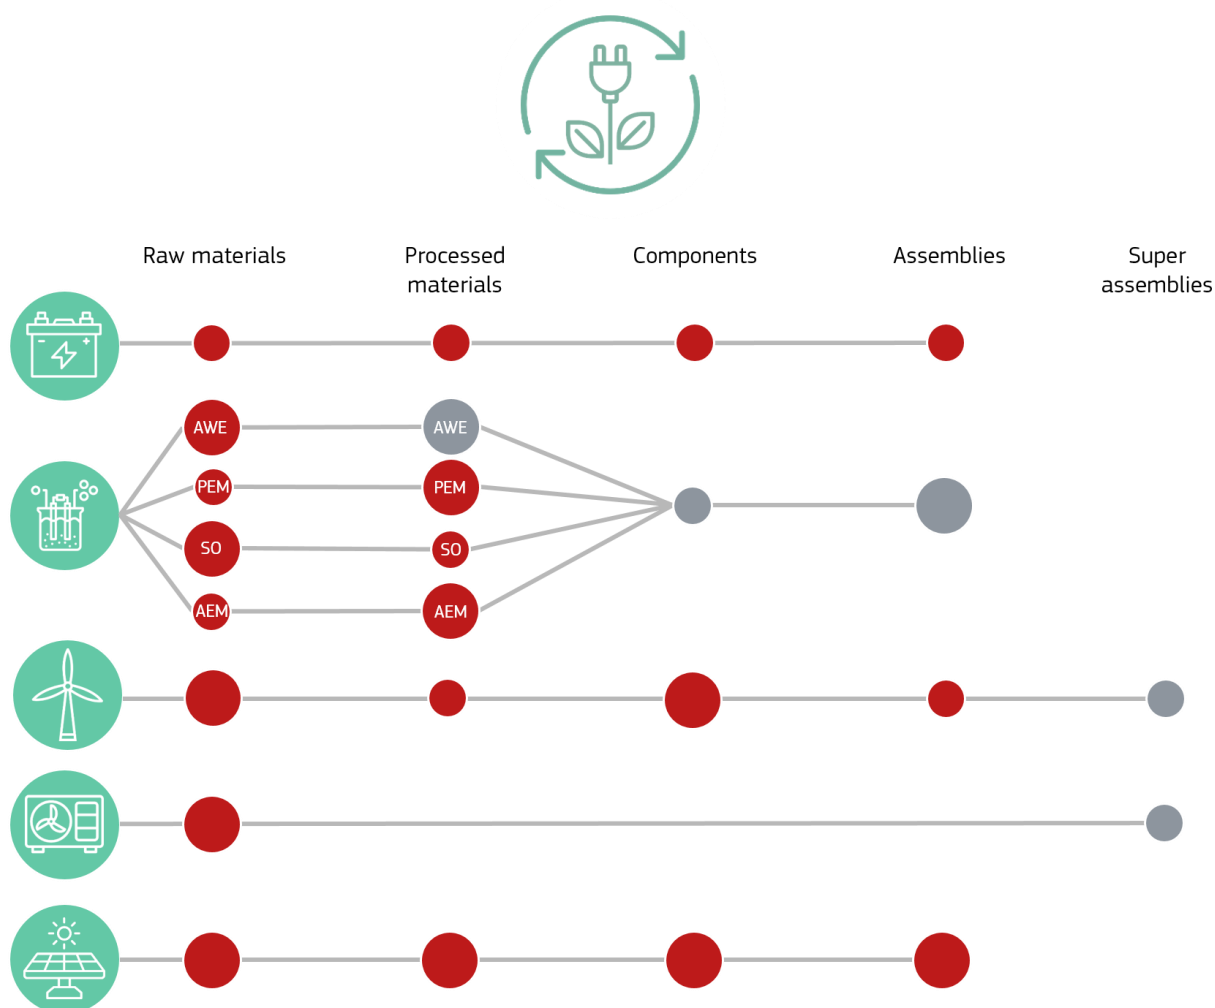 Raw materials
Processed
materials
Components
Assemblies
Super
assemblies
AWE
AWE
PEM
PEM
SO
SO
AEM
AEM